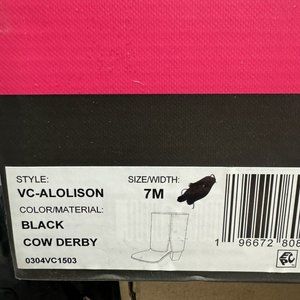 STYLE: SIZE/WIDTH:
VC-ALOLISON 7M
COLOR/MATERIAL:
BLACK
COW DERBY
0304VC1503
1 96672 808